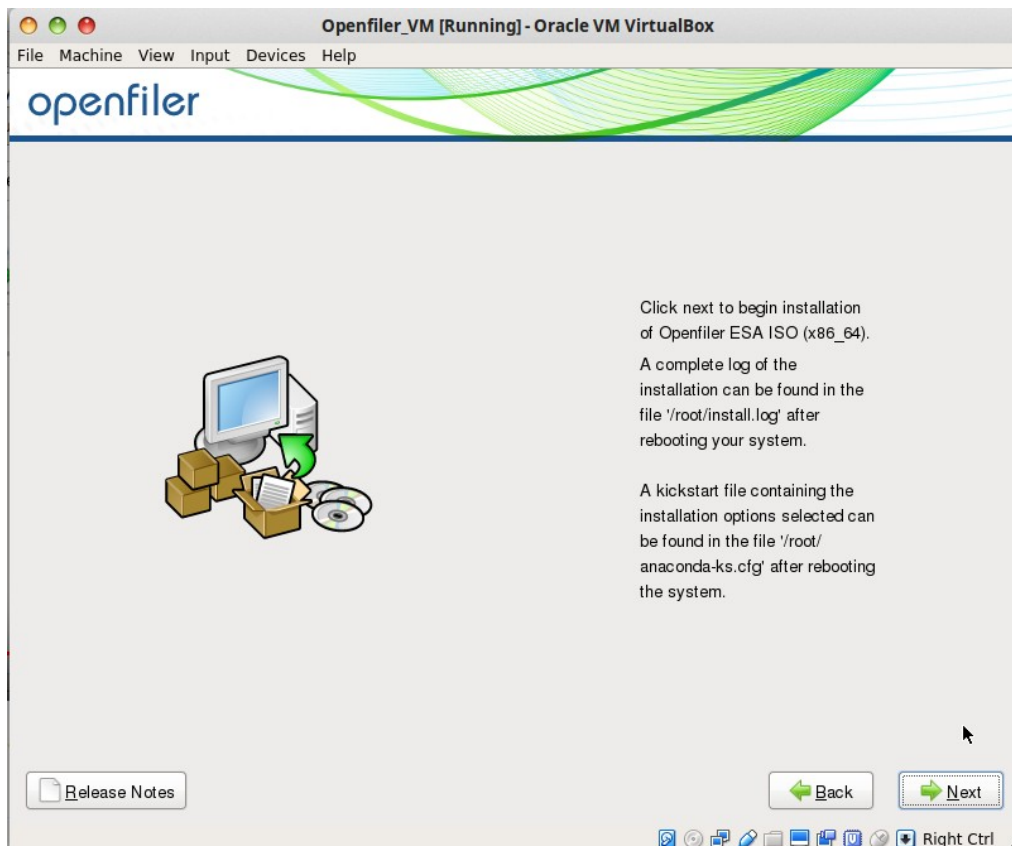 Openfiler_VM [Running] - Oracle VM VirtualBox
File Machine View Input Devices Help
openfiler
Click next to begin installation
of Openfiler ESA ISO (x86_64).
A complete log of the
installation can be found in the
file '/root/install.log' after
rebooting your system.
A kickstart file containing the
installation options selected can
be found in the file '/root/
anaconda-ks.cfg' after rebooting
the system.
Release Notes
Back
Next
Right Ctrl